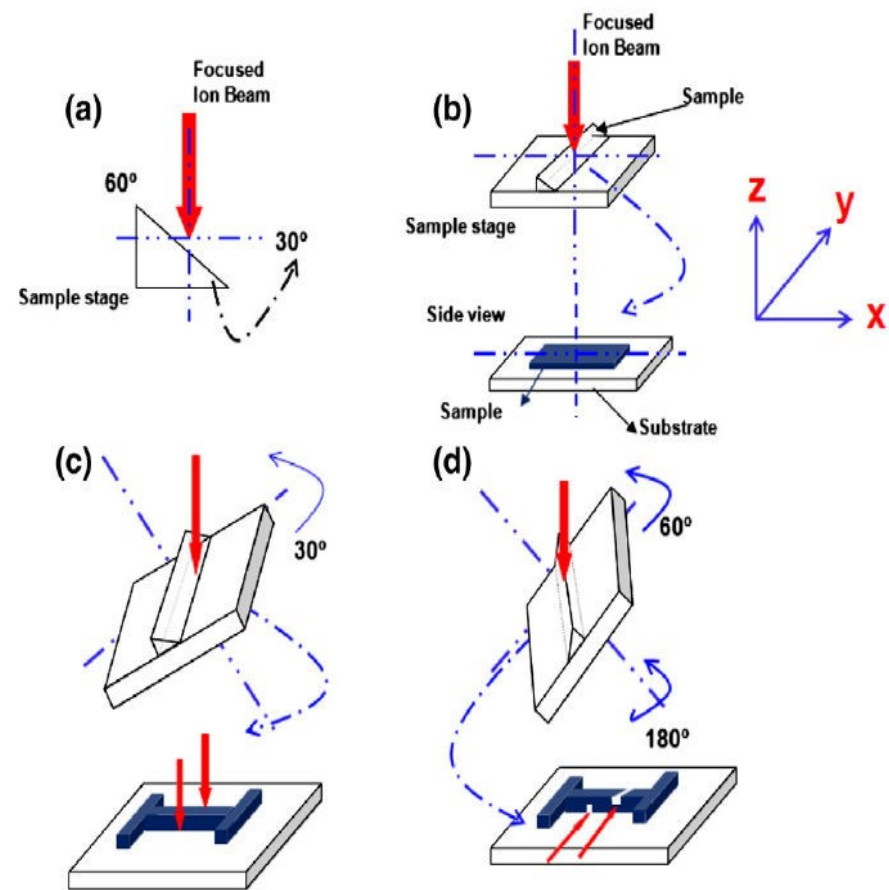 (a)
Focused
Ion Beam
60º
30º
Sample stage
(b)
Focused
Ion Beam
Sample
Sample stage
Side view
Sample
Substrate
z
y
x
(c)
30º
(d)
60º
180º